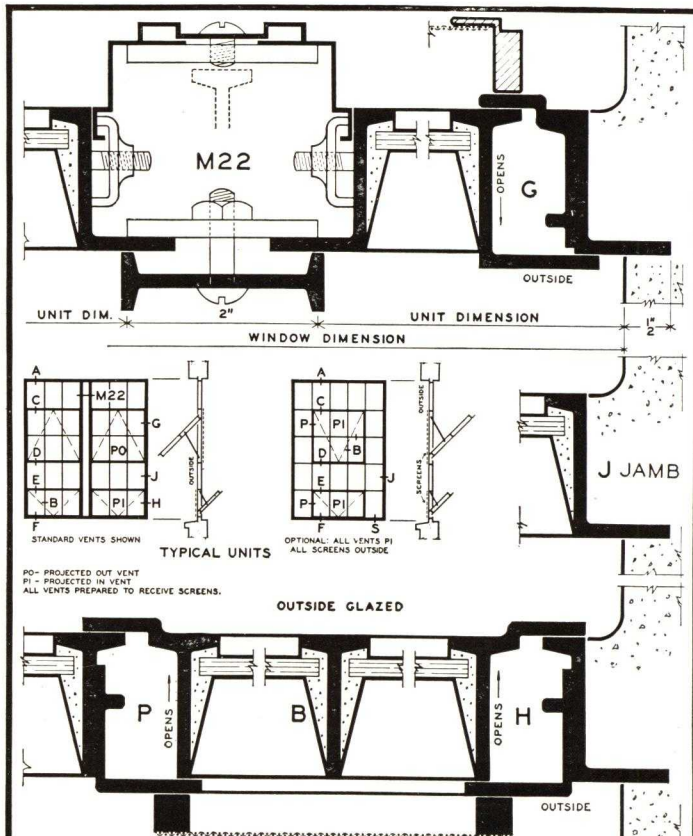 M22
OPENS
G
OUTSIDE
UNIT DIM.
2"
UNIT DIMENSION
1"
2
WINDOW DIMENSION
A
M22
C
G
PO
D
E
J
B
PI
H
F
OUTSIDE
STANDARD VENTS SHOWN
A
C
P
PI
B
D
J
E
P
PI
F
S
OUTSIDE
SCREENS
OPTIONAL: ALL VENTS PI
ALL SCREENS OUTSIDE
J JAMB
TYPICAL UNITS
PO- PROJECTED OUT VENT
PI - PROJECTED IN VENT
ALL VENTS PREPARED TO RECEIVE SCREENS.
OUTSIDE GLAZED
P
OPENS
B
OPENS
H
OUTSIDE